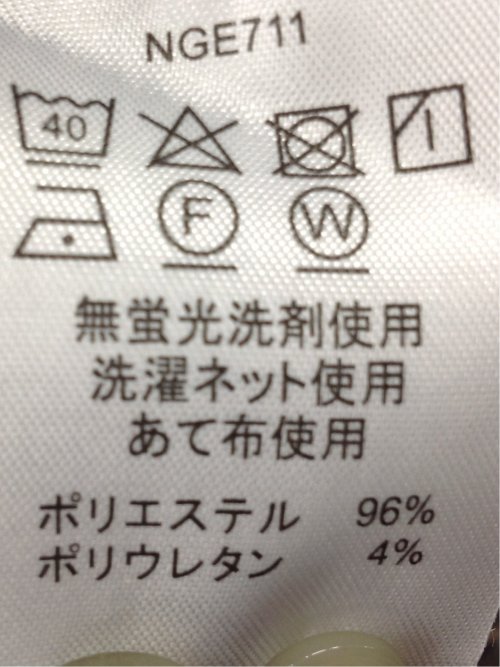 NGE711
40
F W
無蛍光洗剤使用
洗濯ネット使用
あて布使用
ポリエステル 96%
ポリウレタン 4%